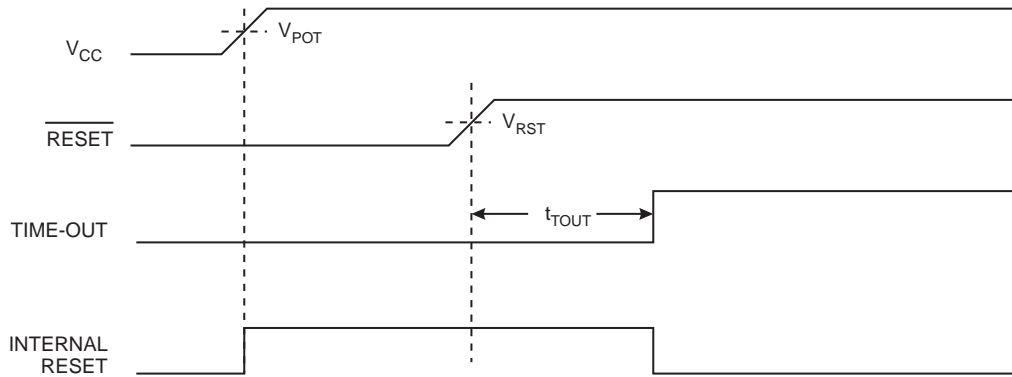 V_CC
V_POT
RESET
V_RST
TIME-OUT
t_TOUT
INTERNAL
RESET